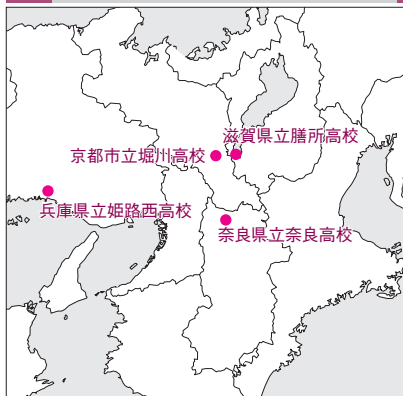 滋賀県立膳所高校
京都市立堀川高校
兵庫県立姫路西高校
奈良県立奈良高校